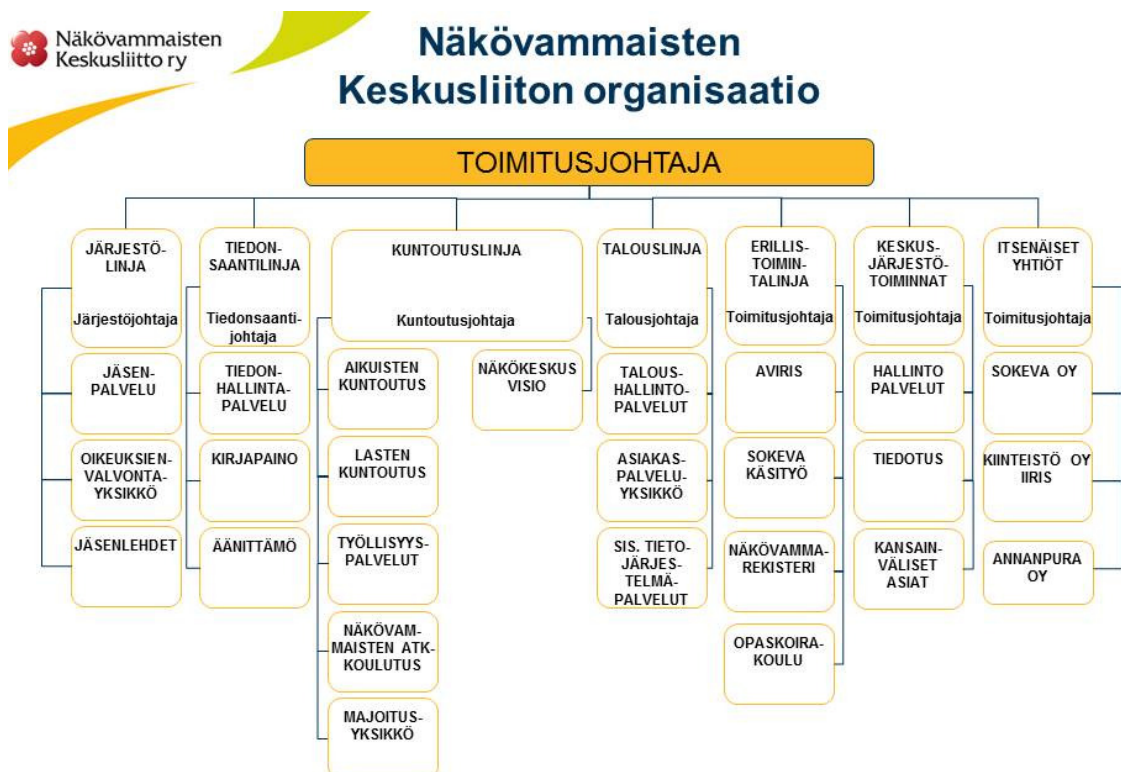 Näkövammaisten
Keskusliitto ry
Näkövammaisten
Keskusliiton organisaatio
TOIMITUSJOHTAJA
JÄRJESTÖ-
LINJA
Järjestöjohtaja
JÄSEN-
PALVELU
OIKEUKSIEN-
VALVONTA-
YKSIKKÖ
JÄSENLEHDET
TIEDON-
SAANTILINJA
Tiedonsaanti-
johtaja
TIEDON-
HALLINTA-
PALVELU
KIRJAPAINO
ÄÄNITTÄMÖ
KUNTOUTUSLINJA
Kuntoutusjohtaja
AIKUISTEN
KUNTOUTUS
LASTEN
KUNTOUTUS
TYÖLLISYYS-
PALVELUT
NÄKÖVAM-
MAISTEN ATK-
KOULUTUS
MAJOITUS-
YKSIKKÖ
NÄKÖKESKUS
VISIO
TALOUSLINJA
Talousjohtaja
TALOUS-
HALLINTO-
PALVELUT
ASIAKAS-
PALVELU-
YKSIKKÖ
SIS. TIETO-
JÄRJES-
TELMÄ-
PALVELUT
ERILLIS-
TOIMIN-
TALINJA
Toimitusjohtaja
AVIRIS
SOKEVA
KÄSITYÖ
NÄKÖVAMMA-
REKISTERI
OPASKOIRA-
KOULU
KESKUS-
JÄRJESTÖ-
TOIMINNAT
Toimitusjohtaja
HALLINTO
PALVELUT
TIEDOTUS
KANSAIN-
VÄLISET
ASIAT
ITSENÄISET
YHTIÖT
Toimitusjohtaja
SOKEVA OY
KIINTEISTÖ OY
IIRIS
ANNANPURA
OY